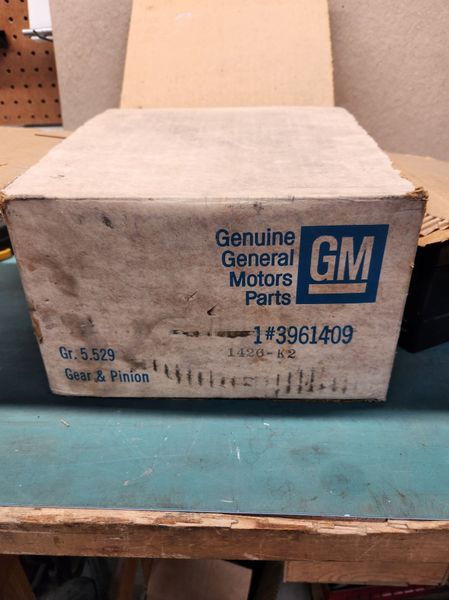 Genuine
General
Motors
Parts
GM
1#3961409
Gr. 5.529
1426-K2
Gear & Pinion